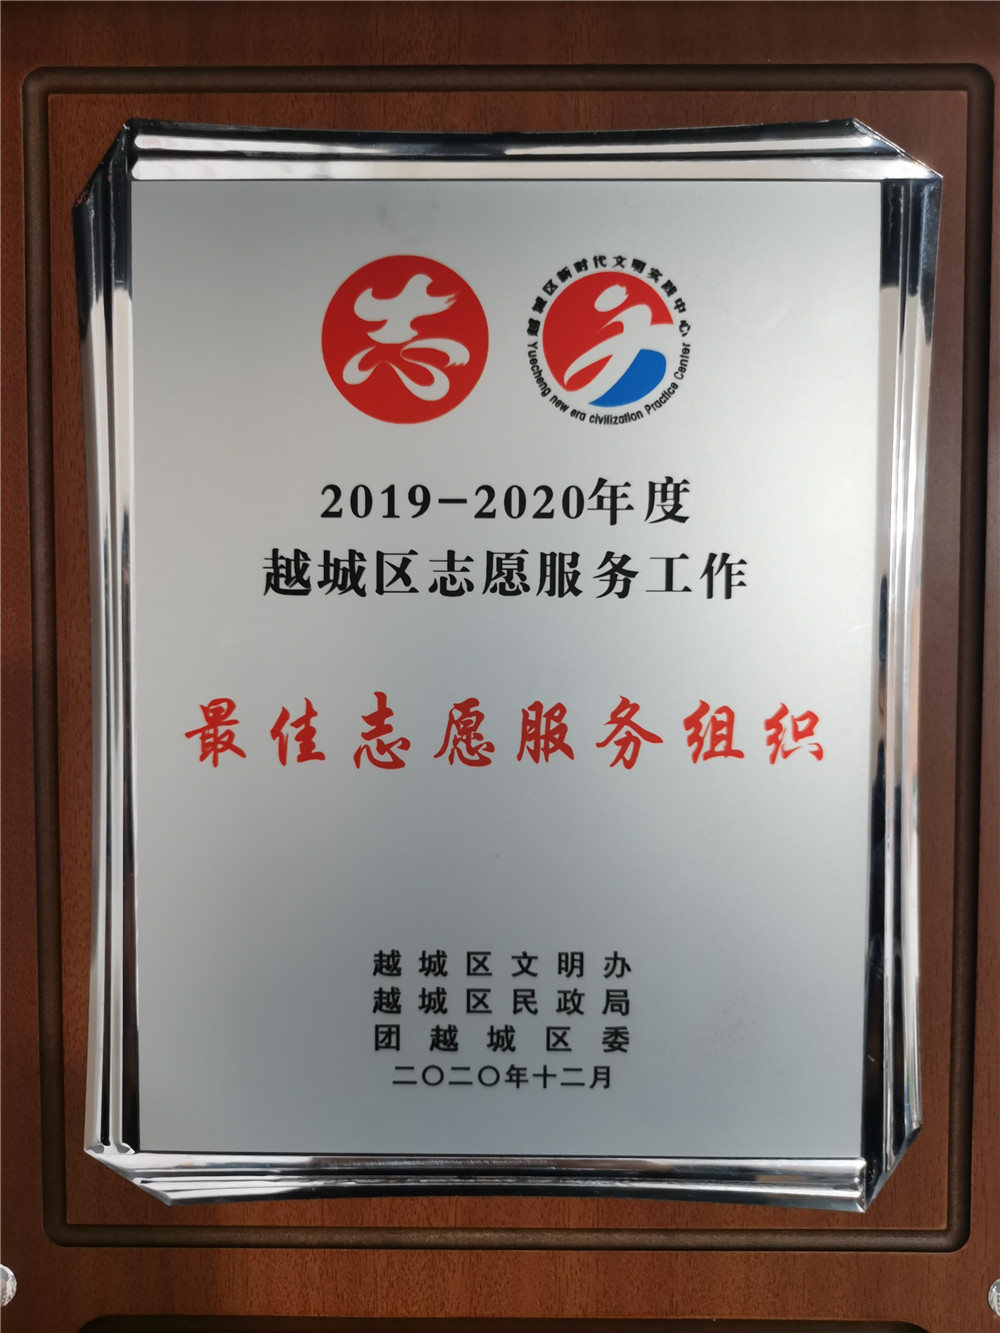 志
越城区新时代文明实践中心
Yuecheng new era civilization Practice Center
2019-2020年度
越城区志愿服务工作
最佳志愿服务组织
越城区文明办
越城区民政局
团越城区委
二〇二〇年十二月